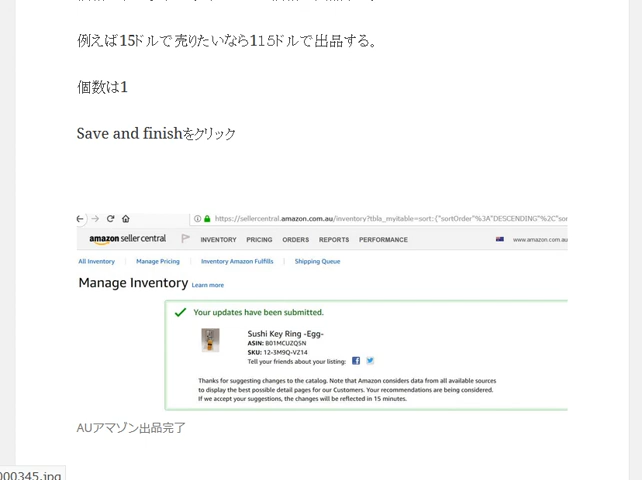 例えば15ドルで売りたいなら115ドルで出品する。
個数は1
Save and finishをクリック
https://sellercentral.amazon.com.au/inventory?tbla_myitable=sort:{"sortOrder"%3A"DESCENDING"%2C"sor
amazon seller central INVENTORY PRICING ORDERS REPORTS PERFORMANCE www.amazon.com.au
All Inventory Manage Pricing Inventory Amazon Fulfills Shipping Queue
Manage Inventory Learn more
Your updates have been submitted.
Sushi Key Ring -Egg-
ASIN: B01MCU2Q5N
SKU: 12-3M9Q-VZ14
Tell your friends about your listing:
Thanks for suggesting changes to the catalog. Note that Amazon considers data from all available sources
to display the best possible detail pages for our Customers. Your recommendations are being considered.
If we accept your suggestions, the changes will be reflected in 15 minutes.
AUアマゾン出品完了
000345.jpg